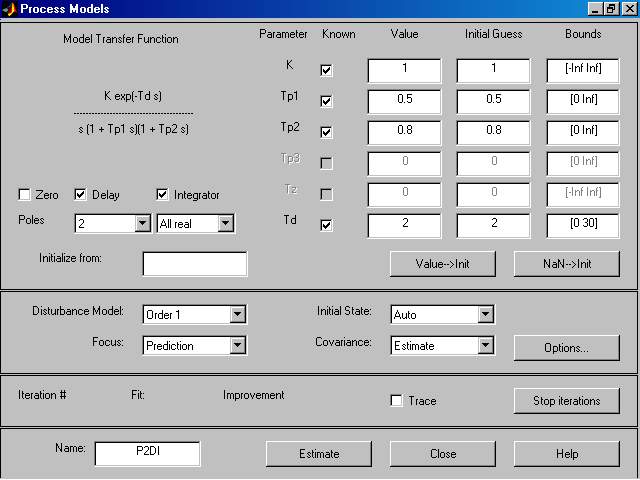 Process Models
Model Transfer Function
Parameter Known Value Initial Guess Bounds
K 1 1 [-Inf Inf]
K exp(-Td s)
Tp1 0.5 0.5 [0 Inf]
s (1 + Tp1 s)(1 + Tp2 s)
Tp2 0.8 0.8 [0 Inf]
Tp3 0 0 [0 Inf]
Zero Delay Integrator
Tz 0 0 [-Inf Inf]
Poles 2 All real
Td 2 2 [0 30]
Initialize from:
Value-->Init NaN-->Init
Disturbance Model: Order 1 Initial State: Auto
Focus: Prediction Covariance: Estimate Options...
Iteration # Fit: Improvement Trace Stop iterations
Name: P2DI Estimate Close Help